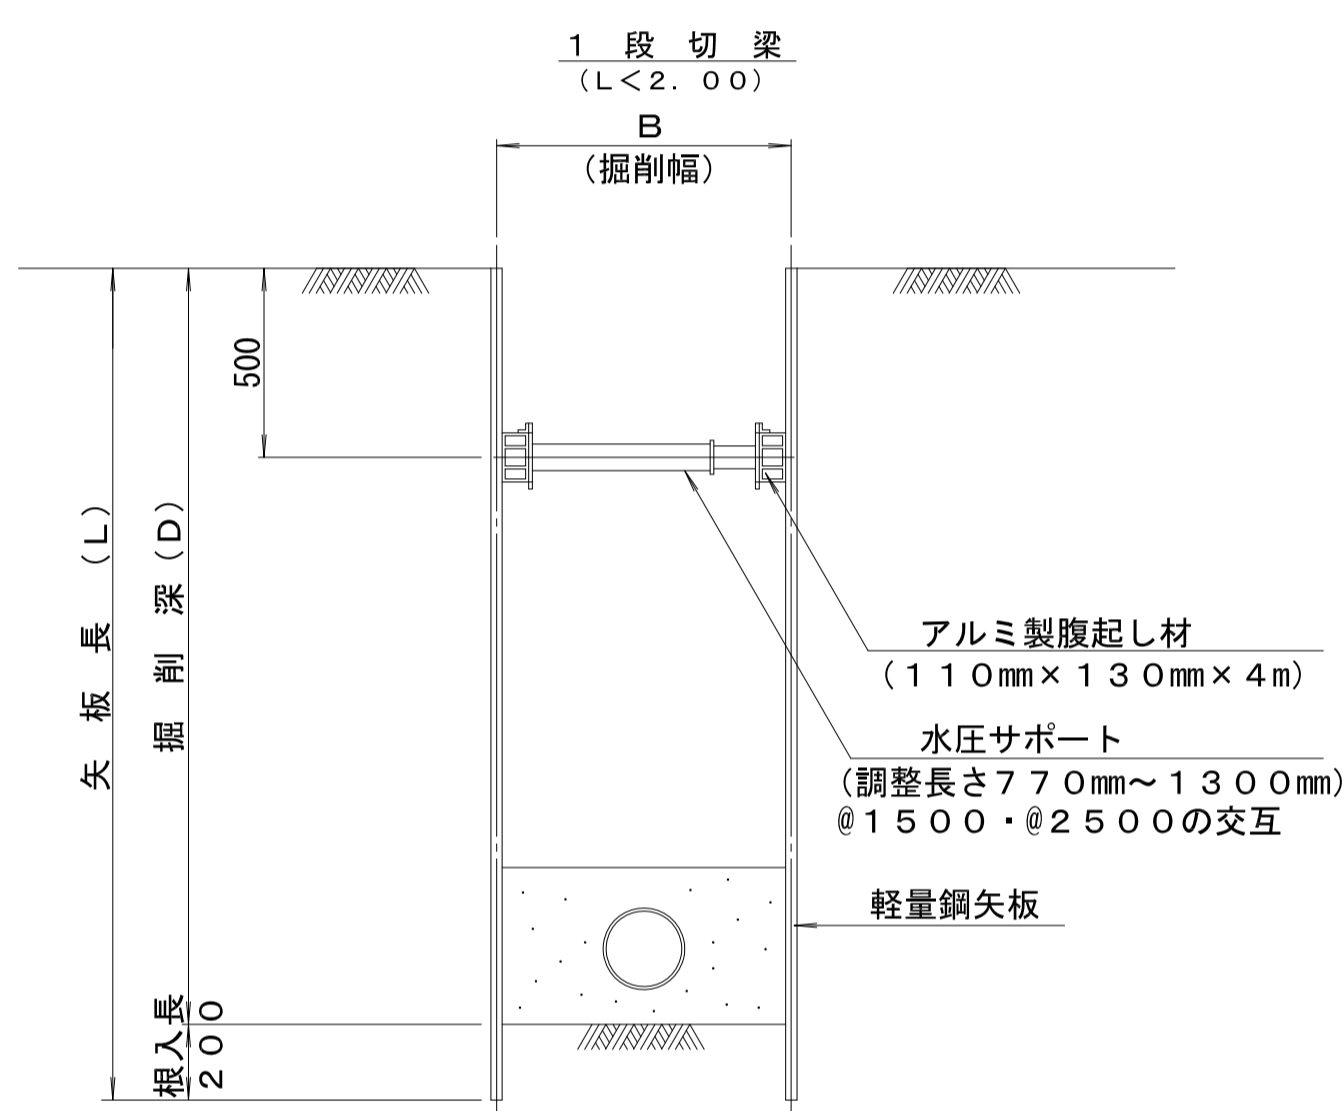 １ 段 切 梁
（Ｌ＜２．００）
Ｂ
（掘削幅）
500
矢 板 長 （Ｌ）
掘 削 深（Ｄ）
根入長
２００
アルミ製腹起し材
（１１０㎜×１３０㎜×４ｍ）
水圧サポート
（調整長さ７７０㎜～１３００㎜）
＠１５００・＠２５００の交互
軽量鋼矢板